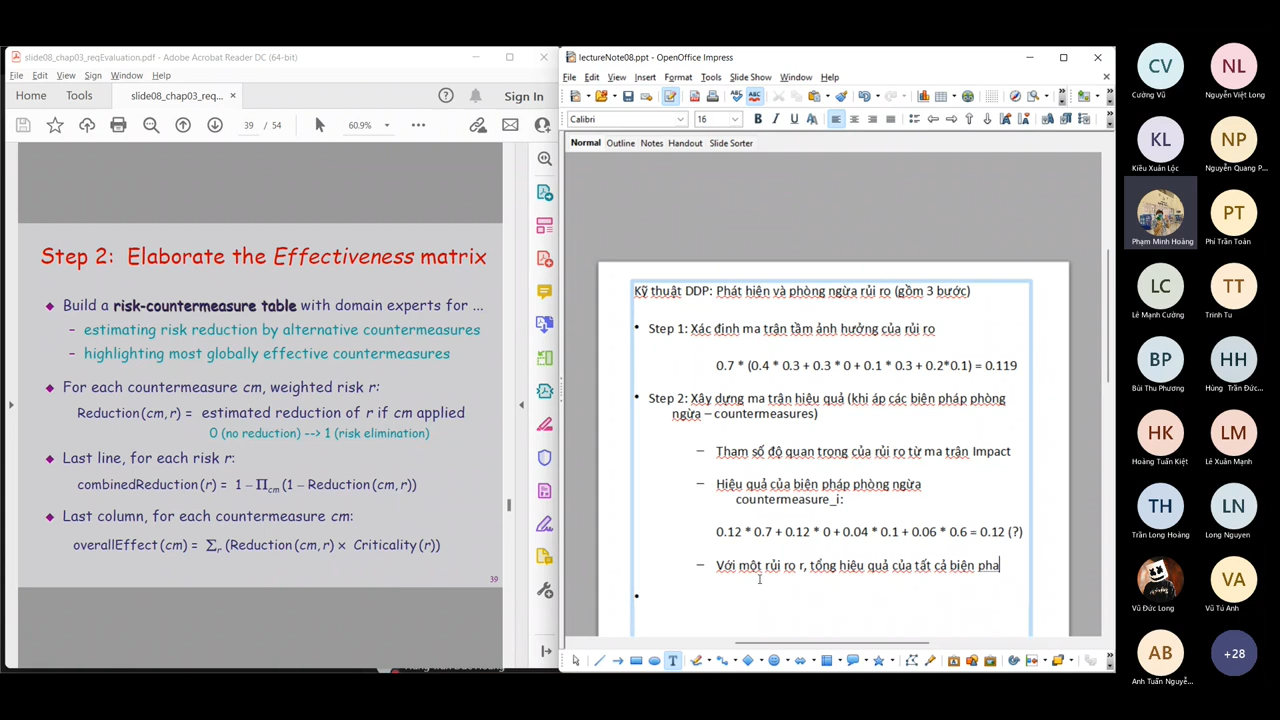 slide08_chap03_reqEvaluation.pdf - Adobe Acrobat Reader DC (64-bit)
File Edit View Sign Window Help
Home Tools slide08_chap03_req... × Sign In
39 / 54 60.9%
Step 2: Elaborate the Effectiveness matrix
Build a risk-countermeasure table with domain experts for ...
– estimating risk reduction by alternative countermeasures
– highlighting most globally effective countermeasures
For each countermeasure cm, weighted risk r:
Reduction(cm, r) = estimated reduction of r if cm applied
0 (no reduction) --> 1 (risk elimination)
Last line, for each risk r:
combinedReduction(r) = 1 – Πcm(1 – Reduction(cm, r))
Last column, for each countermeasure cm:
overallEffect(cm) = Σr (Reduction(cm, r) × Criticality(r))
39
lectureNote08.ppt - OpenOffice Impress
File Edit View Insert Format Tools Slide Show Window Help
Calibri 16 B I U S
Normal Outline Notes Handout Slide Sorter
Kỹ thuật DDP: Phát hiện và phòng ngừa rủi ro (gồm 3 bước)
• Step 1: Xác định ma trận tầm ảnh hưởng của rủi ro
0.7 * (0.4 * 0.3 + 0.3 * 0 + 0.1 * 0.3 + 0.2*0.1) = 0.119
• Step 2: Xây dựng ma trận hiệu quả (khi áp các biện pháp phòng
ngừa – countermeasures)
– Tham số độ quan trọng của rủi ro từ ma trận Impact
– Hiệu quả của biện pháp phòng ngừa
countermeasure_i:
0.12 * 0.7 + 0.12 * 0 + 0.04 * 0.1 + 0.06 * 0.6 = 0.12 (?)
– Với một rủi ro r, tổng hiệu quả của tất cả biện pha
•
CV
Cường Vũ
NL
Nguyễn Việt Long
KL
Kiều Xuân Lộc
NP
Nguyễn Quang P...
Phạm Minh Hoàng
PT
Phí Trần Toàn
LC
Lê Mạnh Cường
TT
Trinh Tu
BP
Bùi Thu Phương
HH
Hùng Trần Đức...
HK
Hoàng Tuấn Kiệt
LM
Lê Xuân Mạnh
TH
Trần Long Hoàng
LN
Long Nguyen
Vũ Đức Long
VA
Vũ Tú Anh
AB
Anh Tuấn Nguyễ...
+28